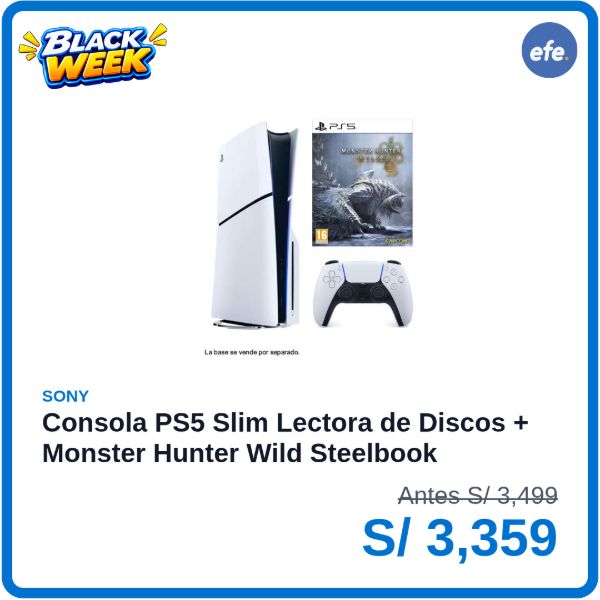 BLACK
WEEK
efe.
PS5
MONSTER HUNTER
WILDS
16
CAPCOM
La base se vende por separado.
SONY
Consola PS5 Slim Lectora de Discos +
Monster Hunter Wild Steelbook
Antes S/ 3,499
S/ 3,359